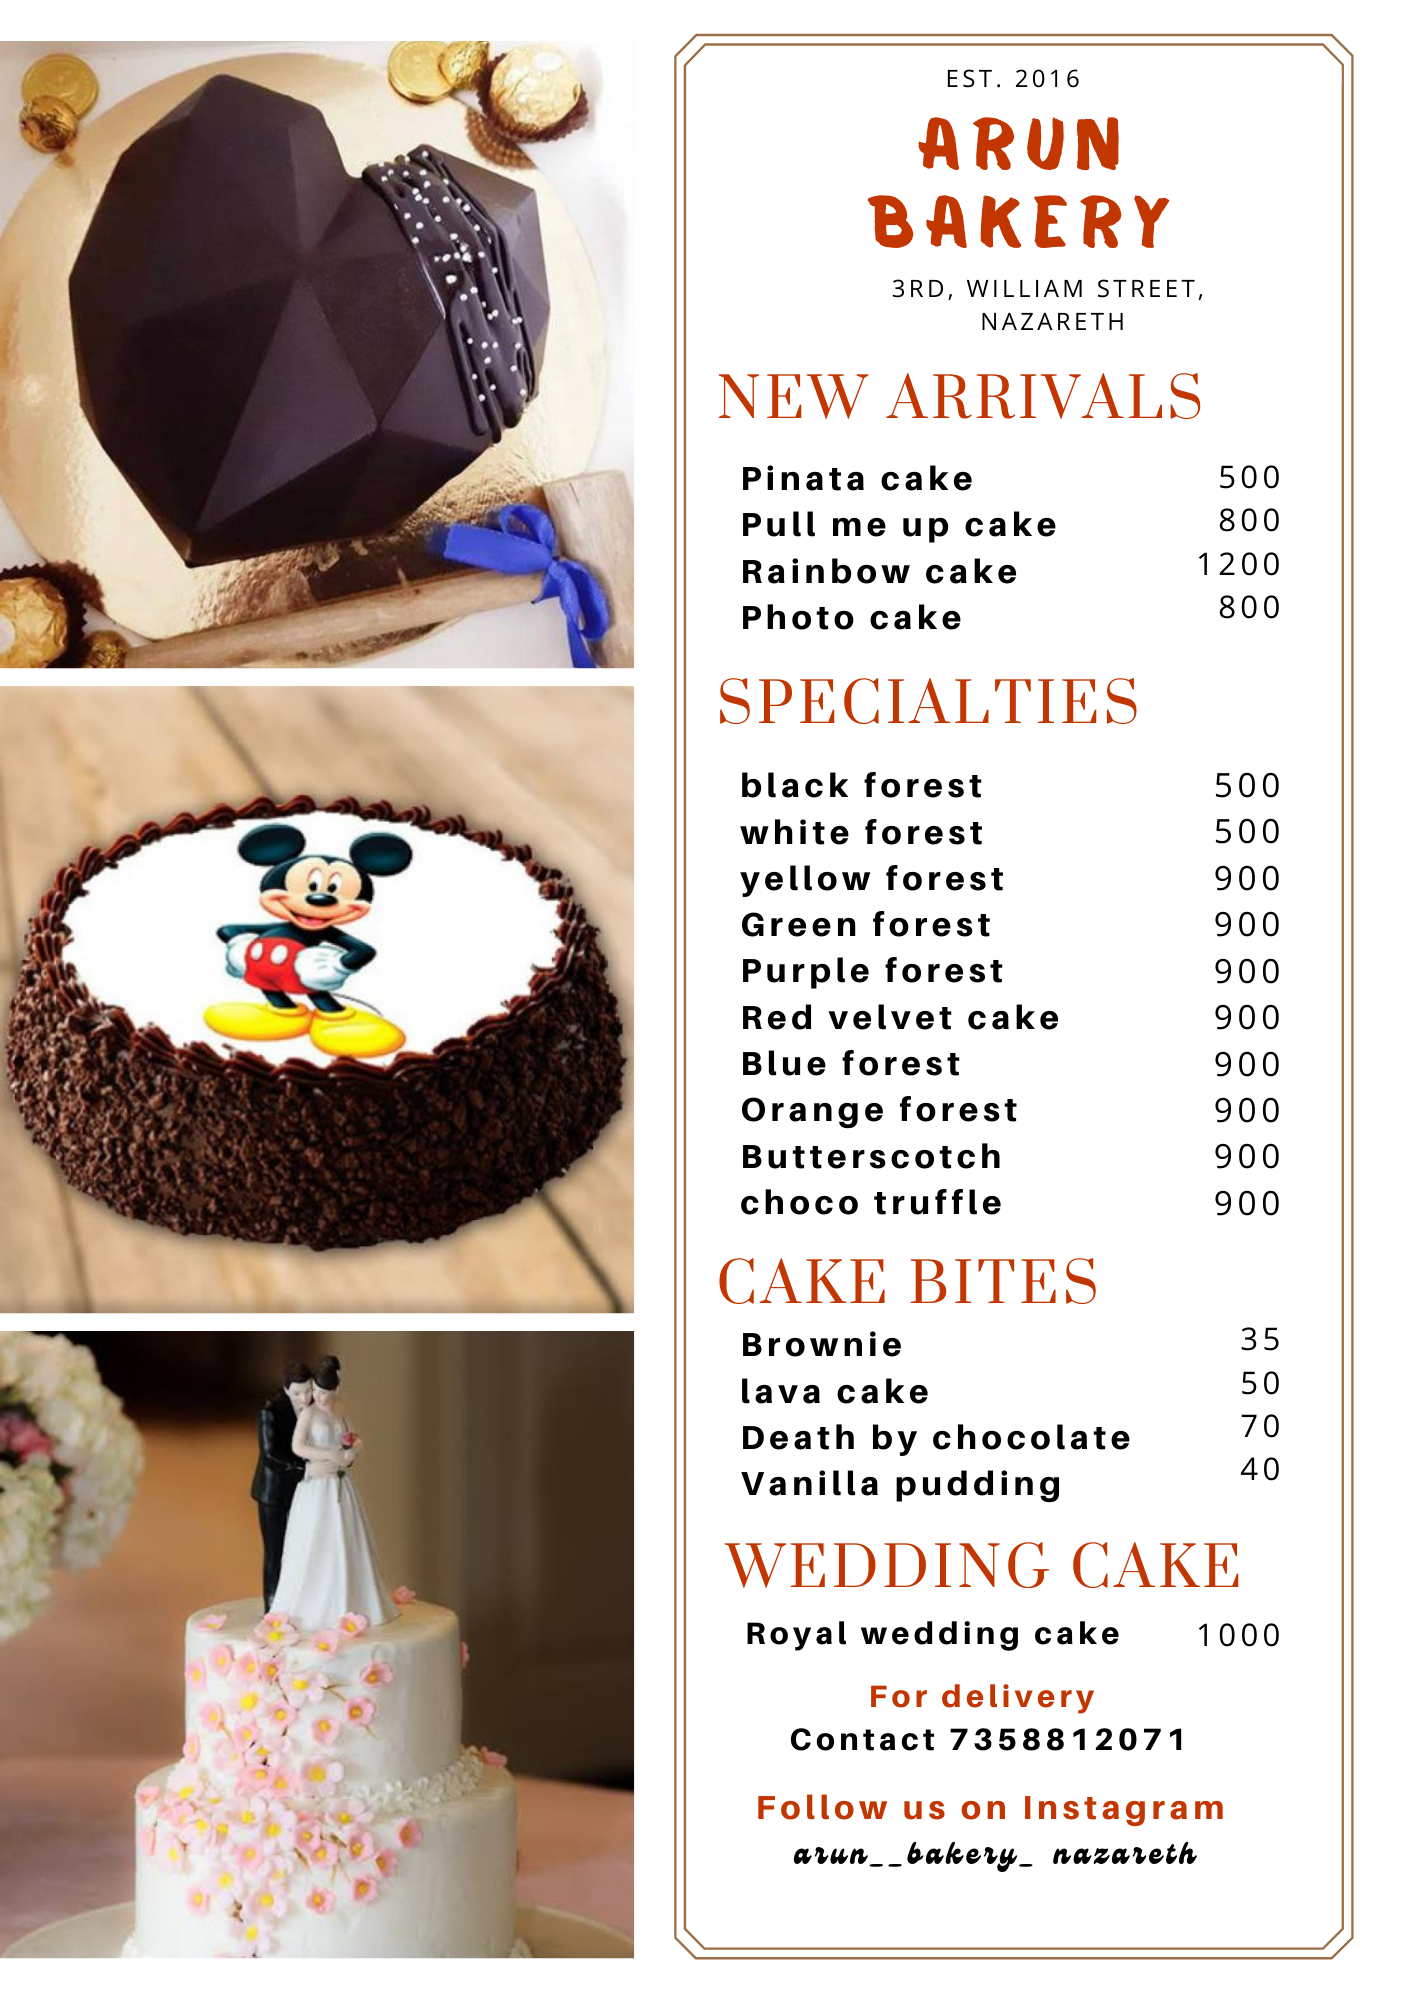 EST. 2016
ARUN
BAKERY
3RD, WILLIAM STREET,
NAZARETH
NEW ARRIVALS
Pinata cake 500
Pull me up cake 800
Rainbow cake 1200
Photo cake 800
SPECIALTIES
black forest 500
white forest 500
yellow forest 900
Green forest 900
Purple forest 900
Red velvet cake 900
Blue forest 900
Orange forest 900
Butterscotch 900
choco truffle 900
CAKE BITES
Brownie 35
lava cake 50
Death by chocolate 70
Vanilla pudding 40
WEDDING CAKE
Royal wedding cake 1000
For delivery
Contact 7358812071
Follow us on Instagram
arun__bakery_ nazareth